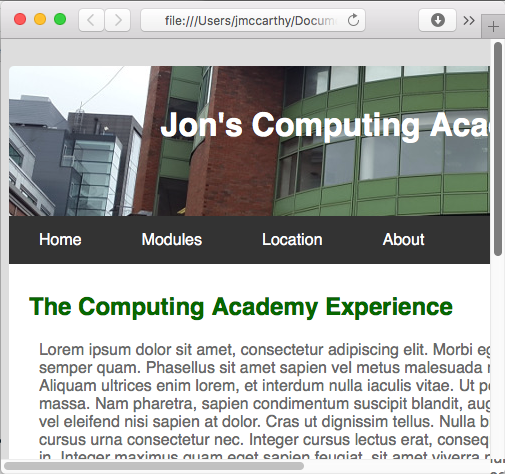 file:///Users/jmccarthy/Docum
Jon's Computing Aca
Home Modules Location About
The Computing Academy Experience
Lorem ipsum dolor sit amet, consectetur adipiscing elit. Morbi eg
semper quam. Phasellus sit amet sapien vel metus malesuada
Aliquam ultrices enim lorem, et interdum nulla iaculis vitae. Ut p
massa. Nam pharetra, sapien condimentum suscipit blandit, aug
vel eleifend nisi sapien at dolor. Cras ut dignissim tellus. Nulla b
cursus urna consectetur nec. Integer cursus lectus erat, conseq
in. Integer maximus quam eget sapien feugiat, sit amet viverra